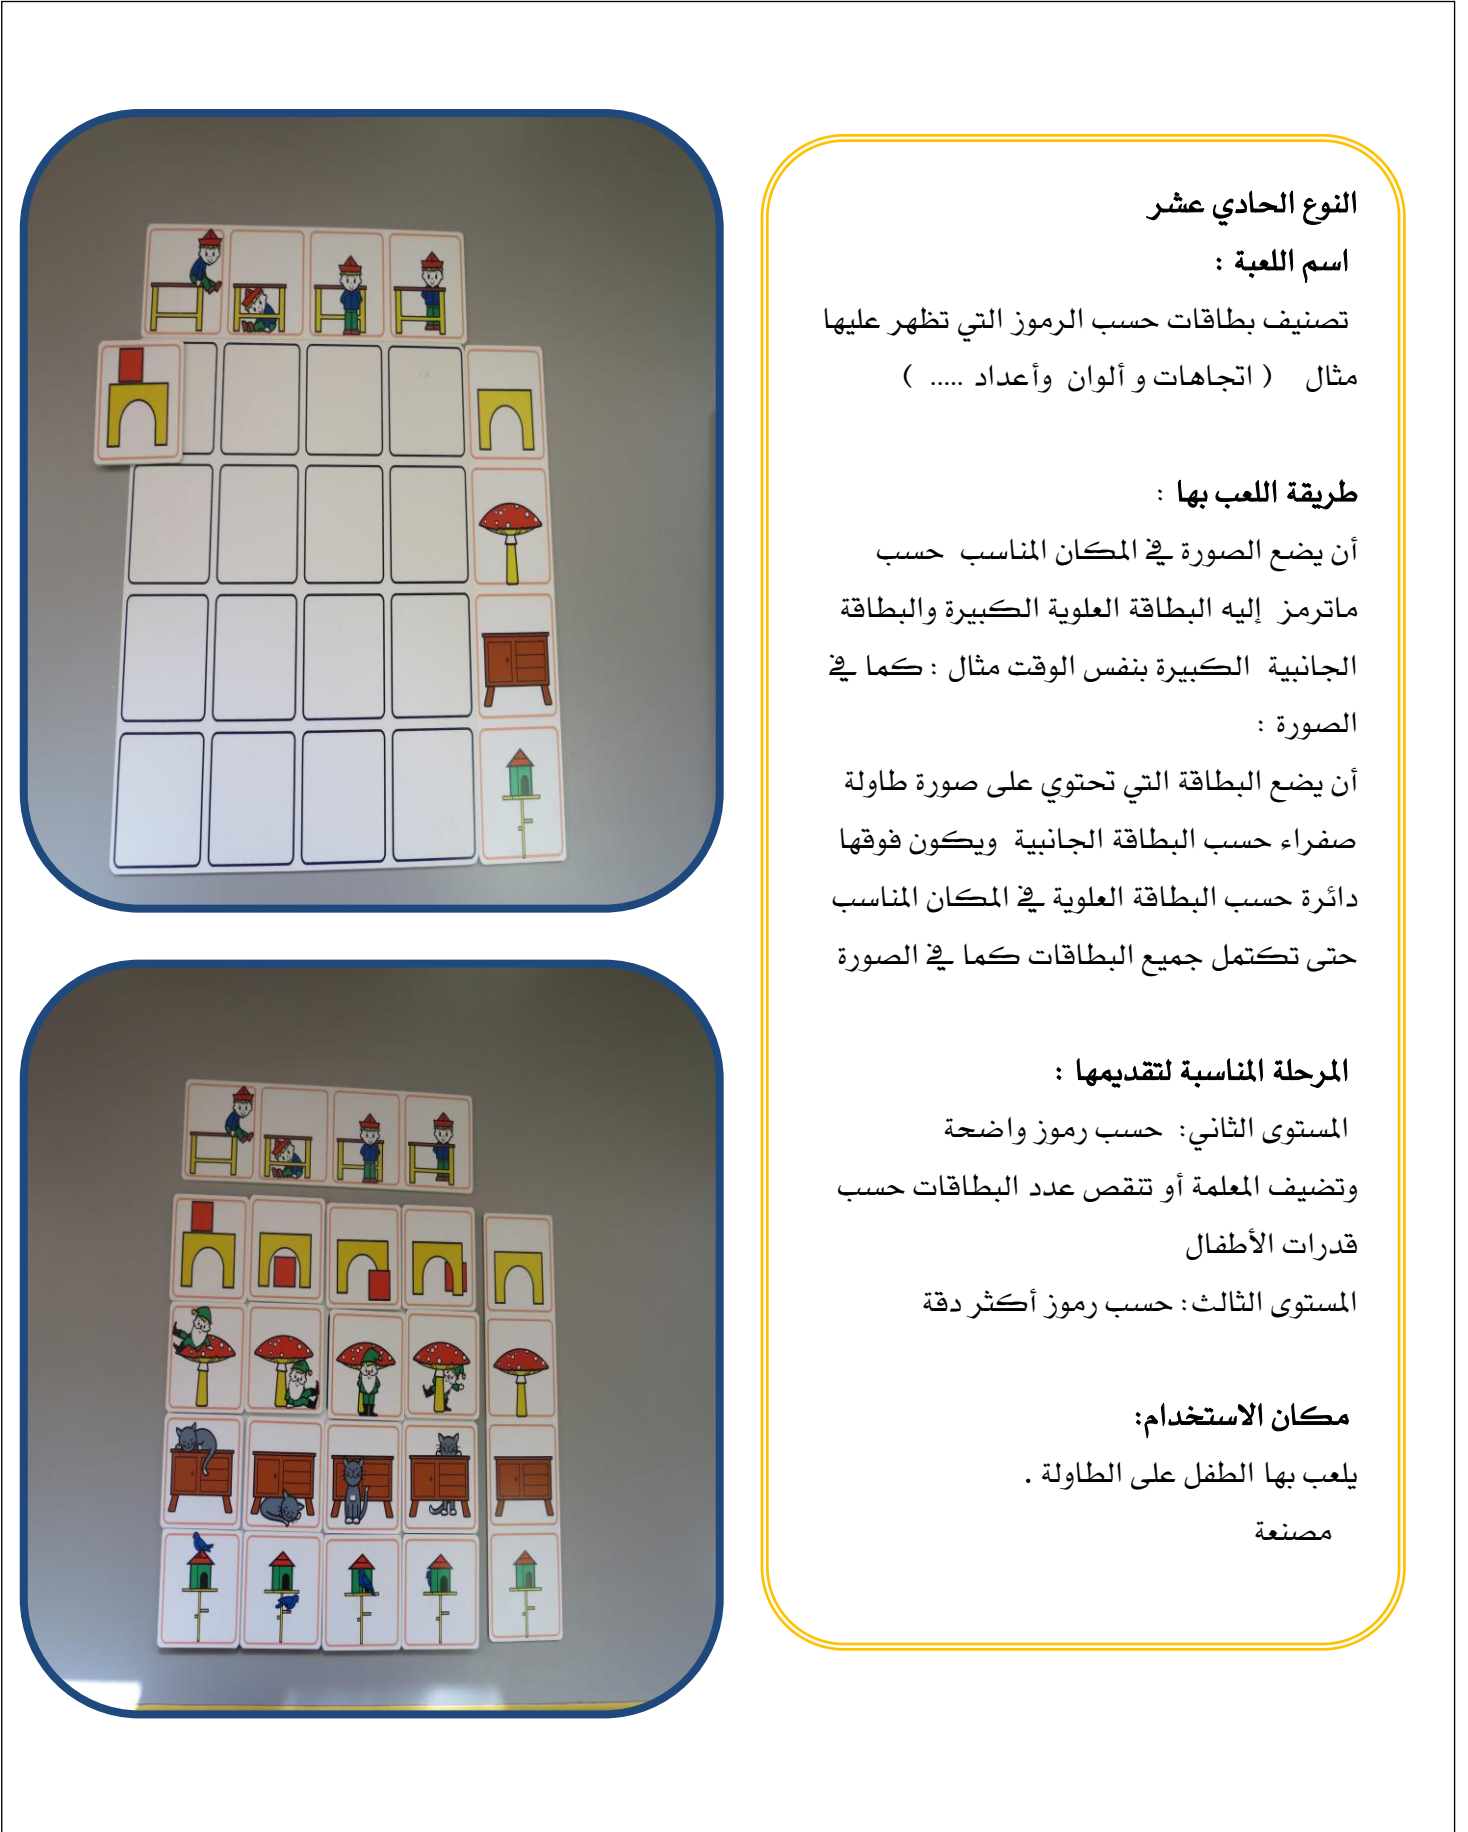 النوع الحادي عشر
اسم اللعبة :
تصنيف بطاقات حسب الرموز التي تظهر عليها
مثال ( اتجاهات و ألوان وأعداد ..... )
طريقة اللعب بها :
أن يضع الصورة في المكان المناسب حسب
ماترمز إليه البطاقة العلوية الكبيرة والبطاقة
الجانبية الكبيرة بنفس الوقت مثال : كما في
الصورة :
أن يضع البطاقة التي تحتوي على صورة طاولة
صفراء حسب البطاقة الجانبية ويكون فوقها
دائرة حسب البطاقة العلوية في المكان المناسب
حتى تكتمل جميع البطاقات كما في الصورة
المرحلة المناسبة لتقديمها :
المستوى الثاني: حسب رموز واضحة
وتضيف المعلمة أو تنقص عدد البطاقات حسب
قدرات الأطفال
المستوى الثالث: حسب رموز أكثر دقة
مكان الاستخدام:
يلعب بها الطفل على الطاولة .
مصنعة